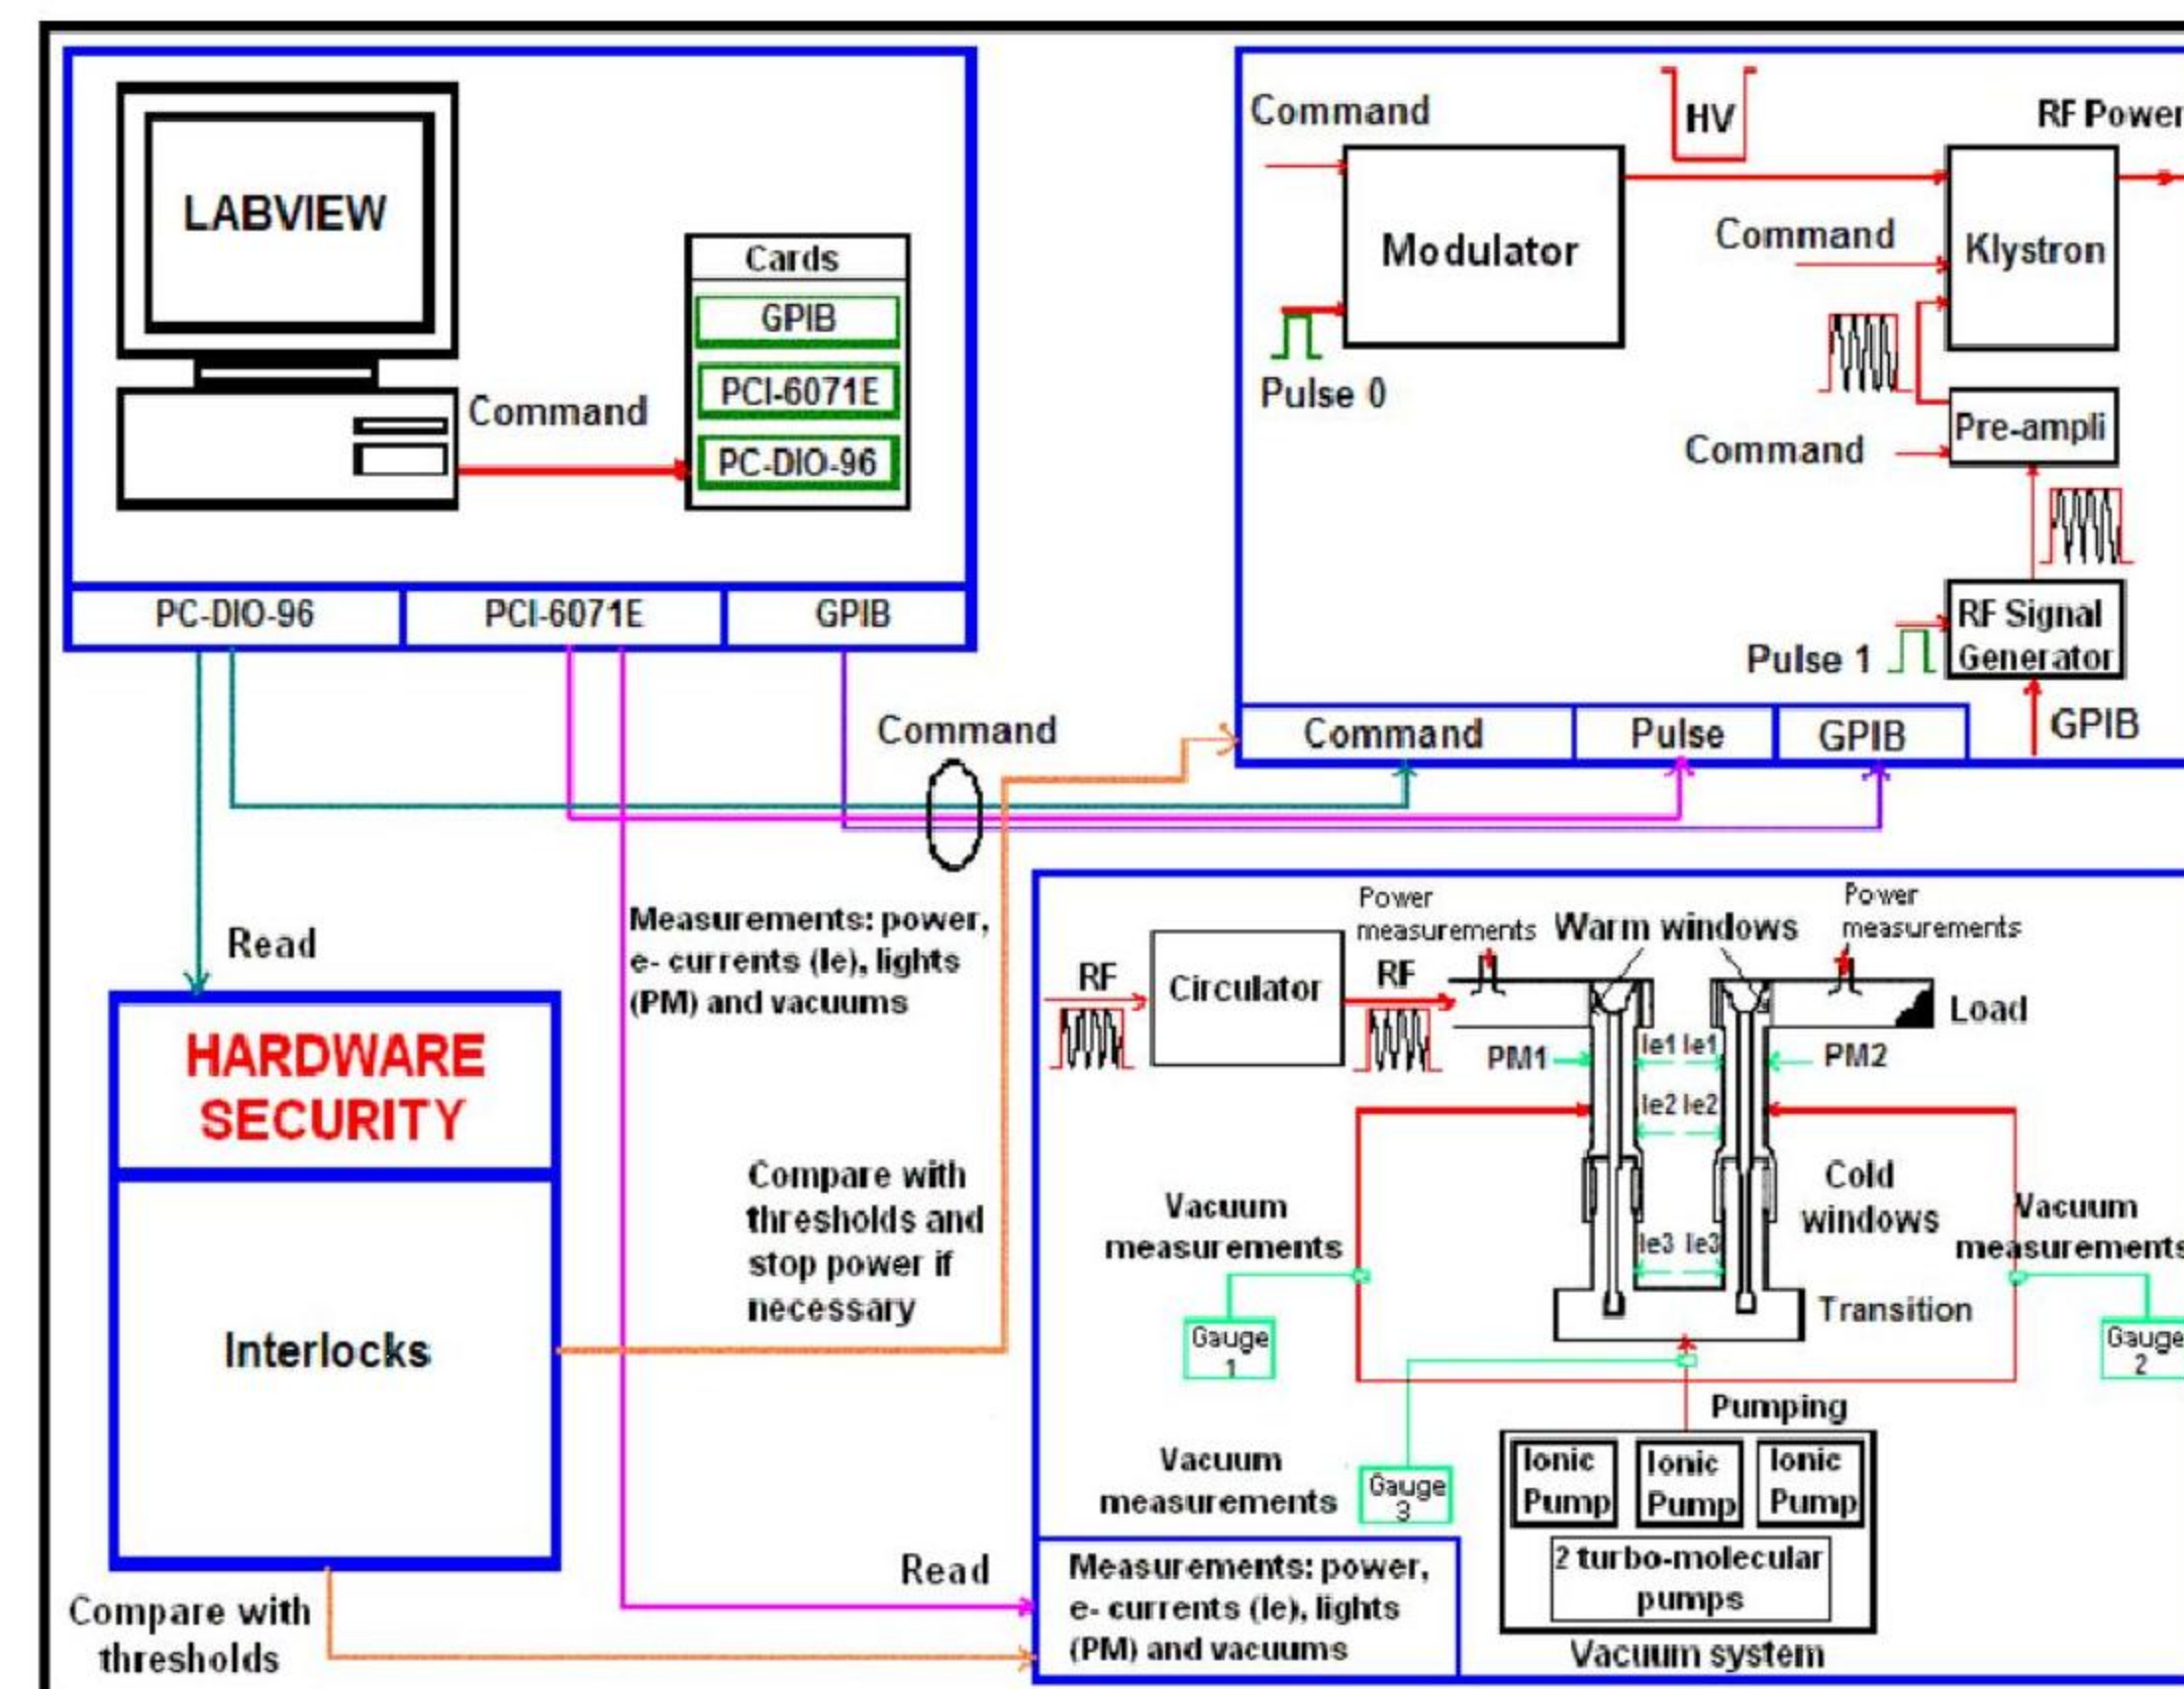 LABVIEW
Command
Cards
GPIB
PCI-6071E
PC-DIO-96
PC-DIO-96
PCI-6071E
GPIB
Command
HV
RF Power
Modulator
Command
Klystron
Pulse 0
Pre-ampli
Command
RF Signal
Generator
Pulse 1
GPIB
Command
Pulse
GPIB
Command
Read
Measurements: power,
e- currents (Ie), lights
(PM) and vacuums
HARDWARE
SECURITY
Interlocks
Compare with
thresholds and
stop power if
necessary
Compare with
thresholds
Read
Power
measurements
Warm windows
Power
measurements
RF
Circulator
RF
Load
PM1
Ie1 Ie1
PM2
Ie2 Ie2
Cold
windows
Vacuum
measurements
Vacuum
measurements
Ie3 Ie3
Transition
Gauge
1
Gauge
2
Pumping
Vacuum
measurements
Gauge
3
Ionic
Pump
Ionic
Pump
Ionic
Pump
2 turbo-molecular
pumps
Vacuum system
Measurements: power,
e- currents (Ie), lights
(PM) and vacuums